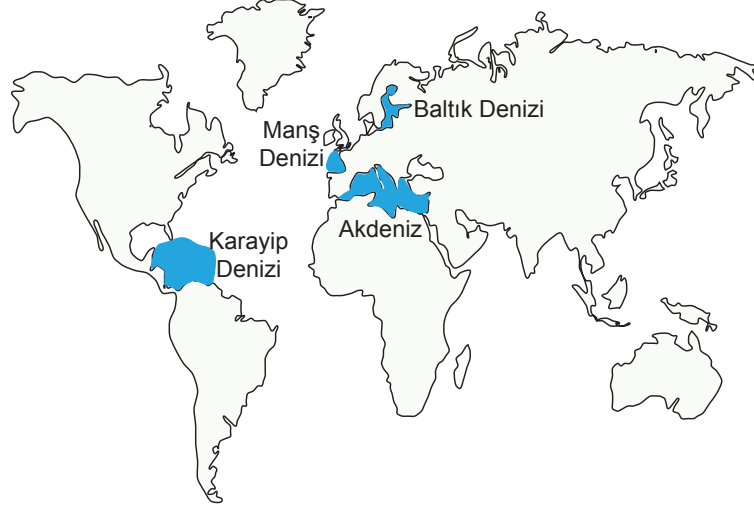 Baltık Denizi
Manş
Denizi
Akdeniz
Karayip
Denizi